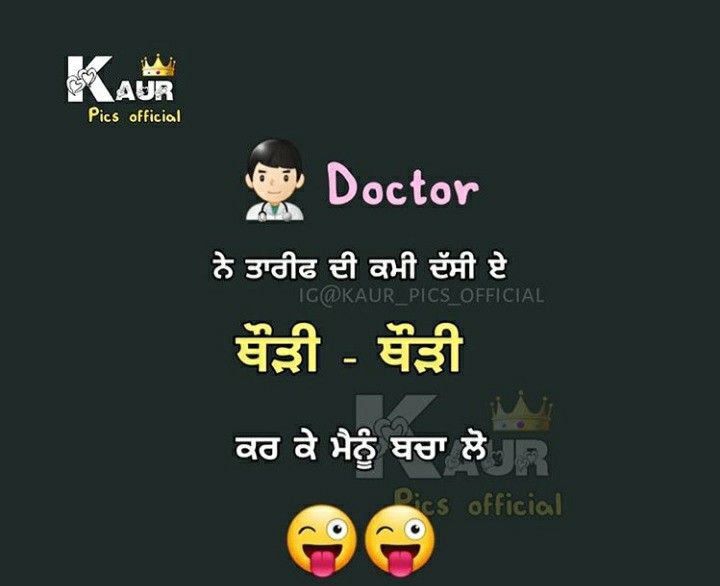 KAUR
Pics official
Doctor
ਨੇ ਤਾਰੀਫ ਦੀ ਕਮੀ ਦੱਸੀ ਏ
IG@KAUR_PICS_OFFICIAL
ਥੌੜੀ - ਥੌੜੀ
ਕਰ ਕੇ ਮੈਨੂੰ ਬਚਾ ਲੋ
KAUR
Pics official